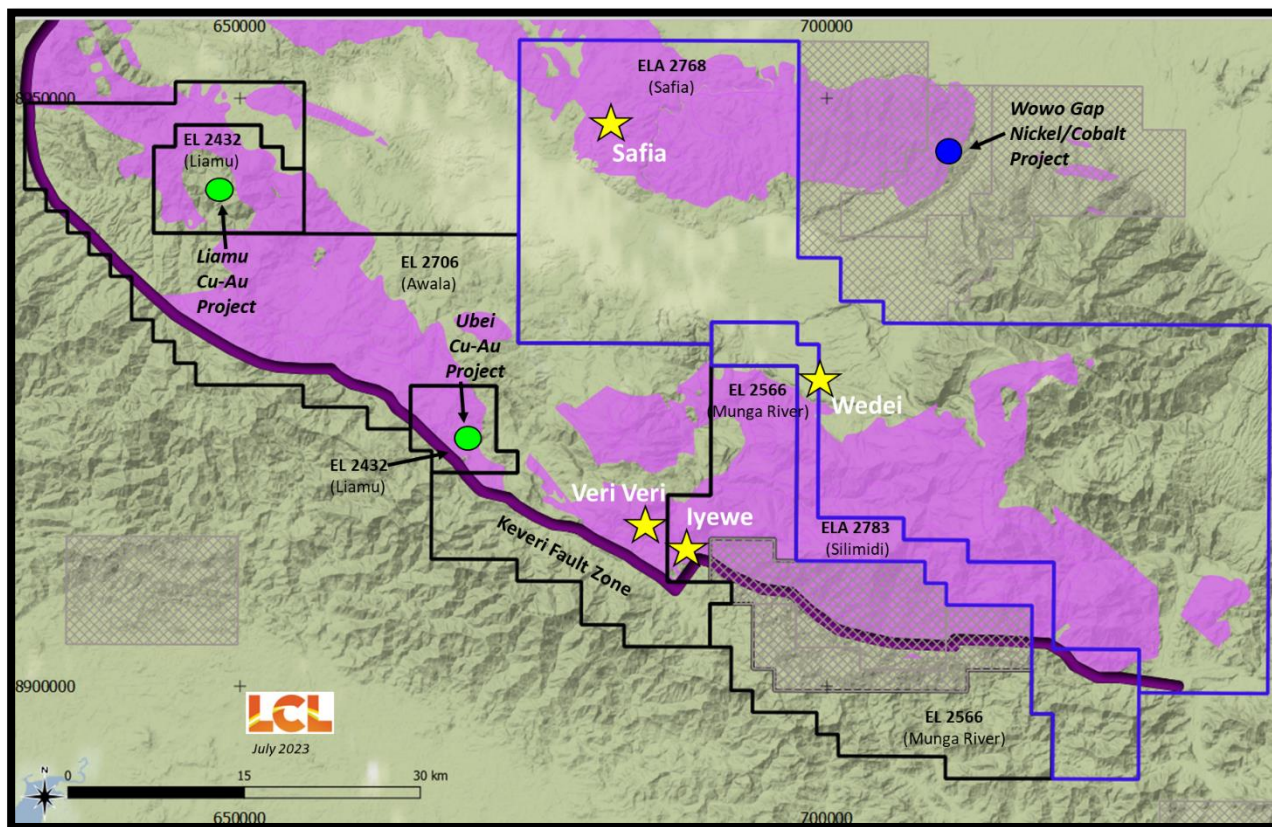 650000
700000
8950000
ELA 2768
(Safia)
Safia
Wowo Gap
Nickel/Cobalt
Project
EL 2432
(Liamu)
Liamu
Cu-Au
Project
EL 2706
(Awala)
Ubei
Cu-Au
Project
EL 2566
(Munga River)
Wedei
EL 2432
(Liamu)
Veri Veri
Iyewe
ELA 2783
(Silimidi)
Keveri Fault Zone
8900000
LCL
July 2023
EL 2566
(Munga River)
N
0 15 30 km
650000
700000